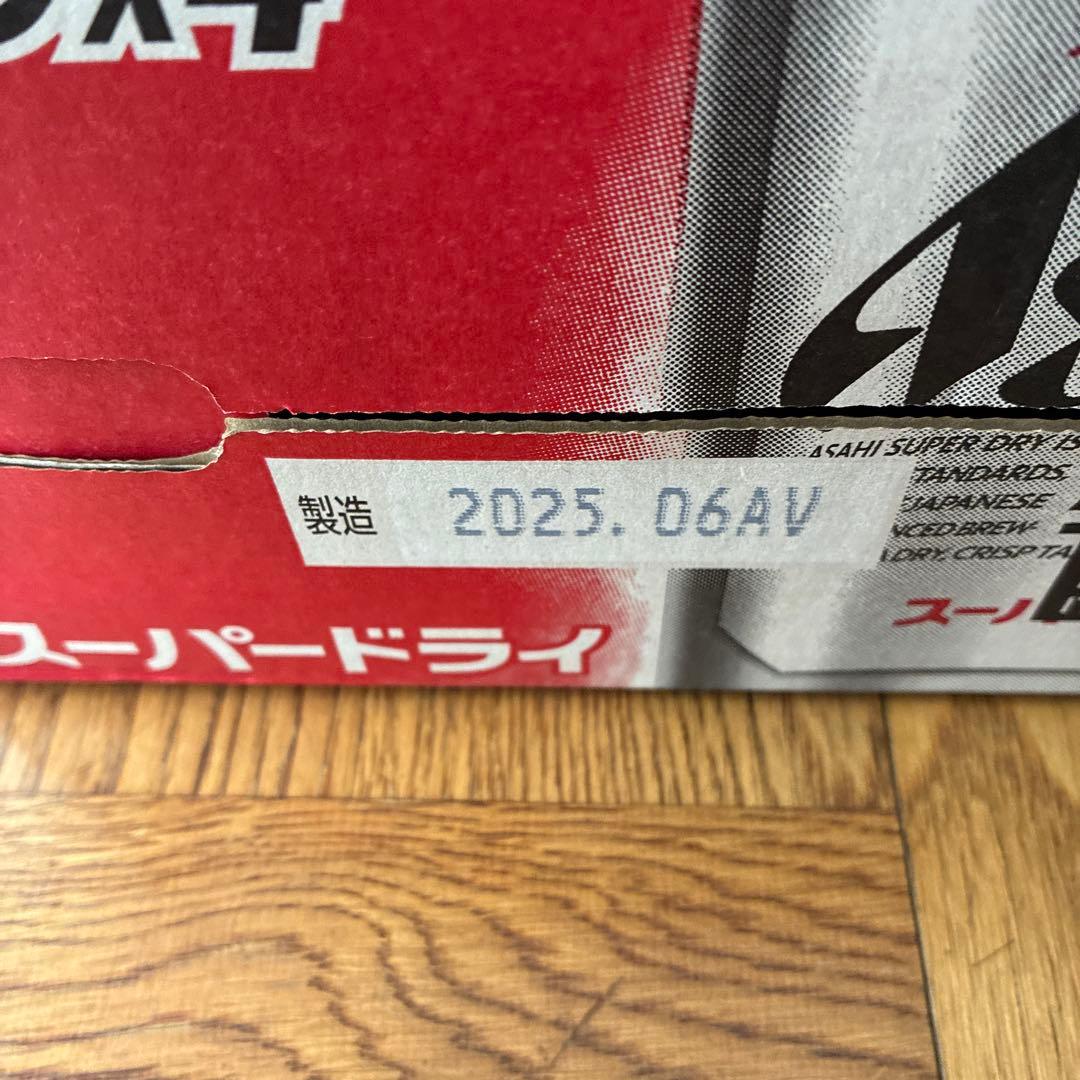 ASAHI SUPER DRY IS
TANDARDS.
JAPANESE
製造 2025. 06AV
NCED BREW-
DRY, CRISP TA
スーパードライ